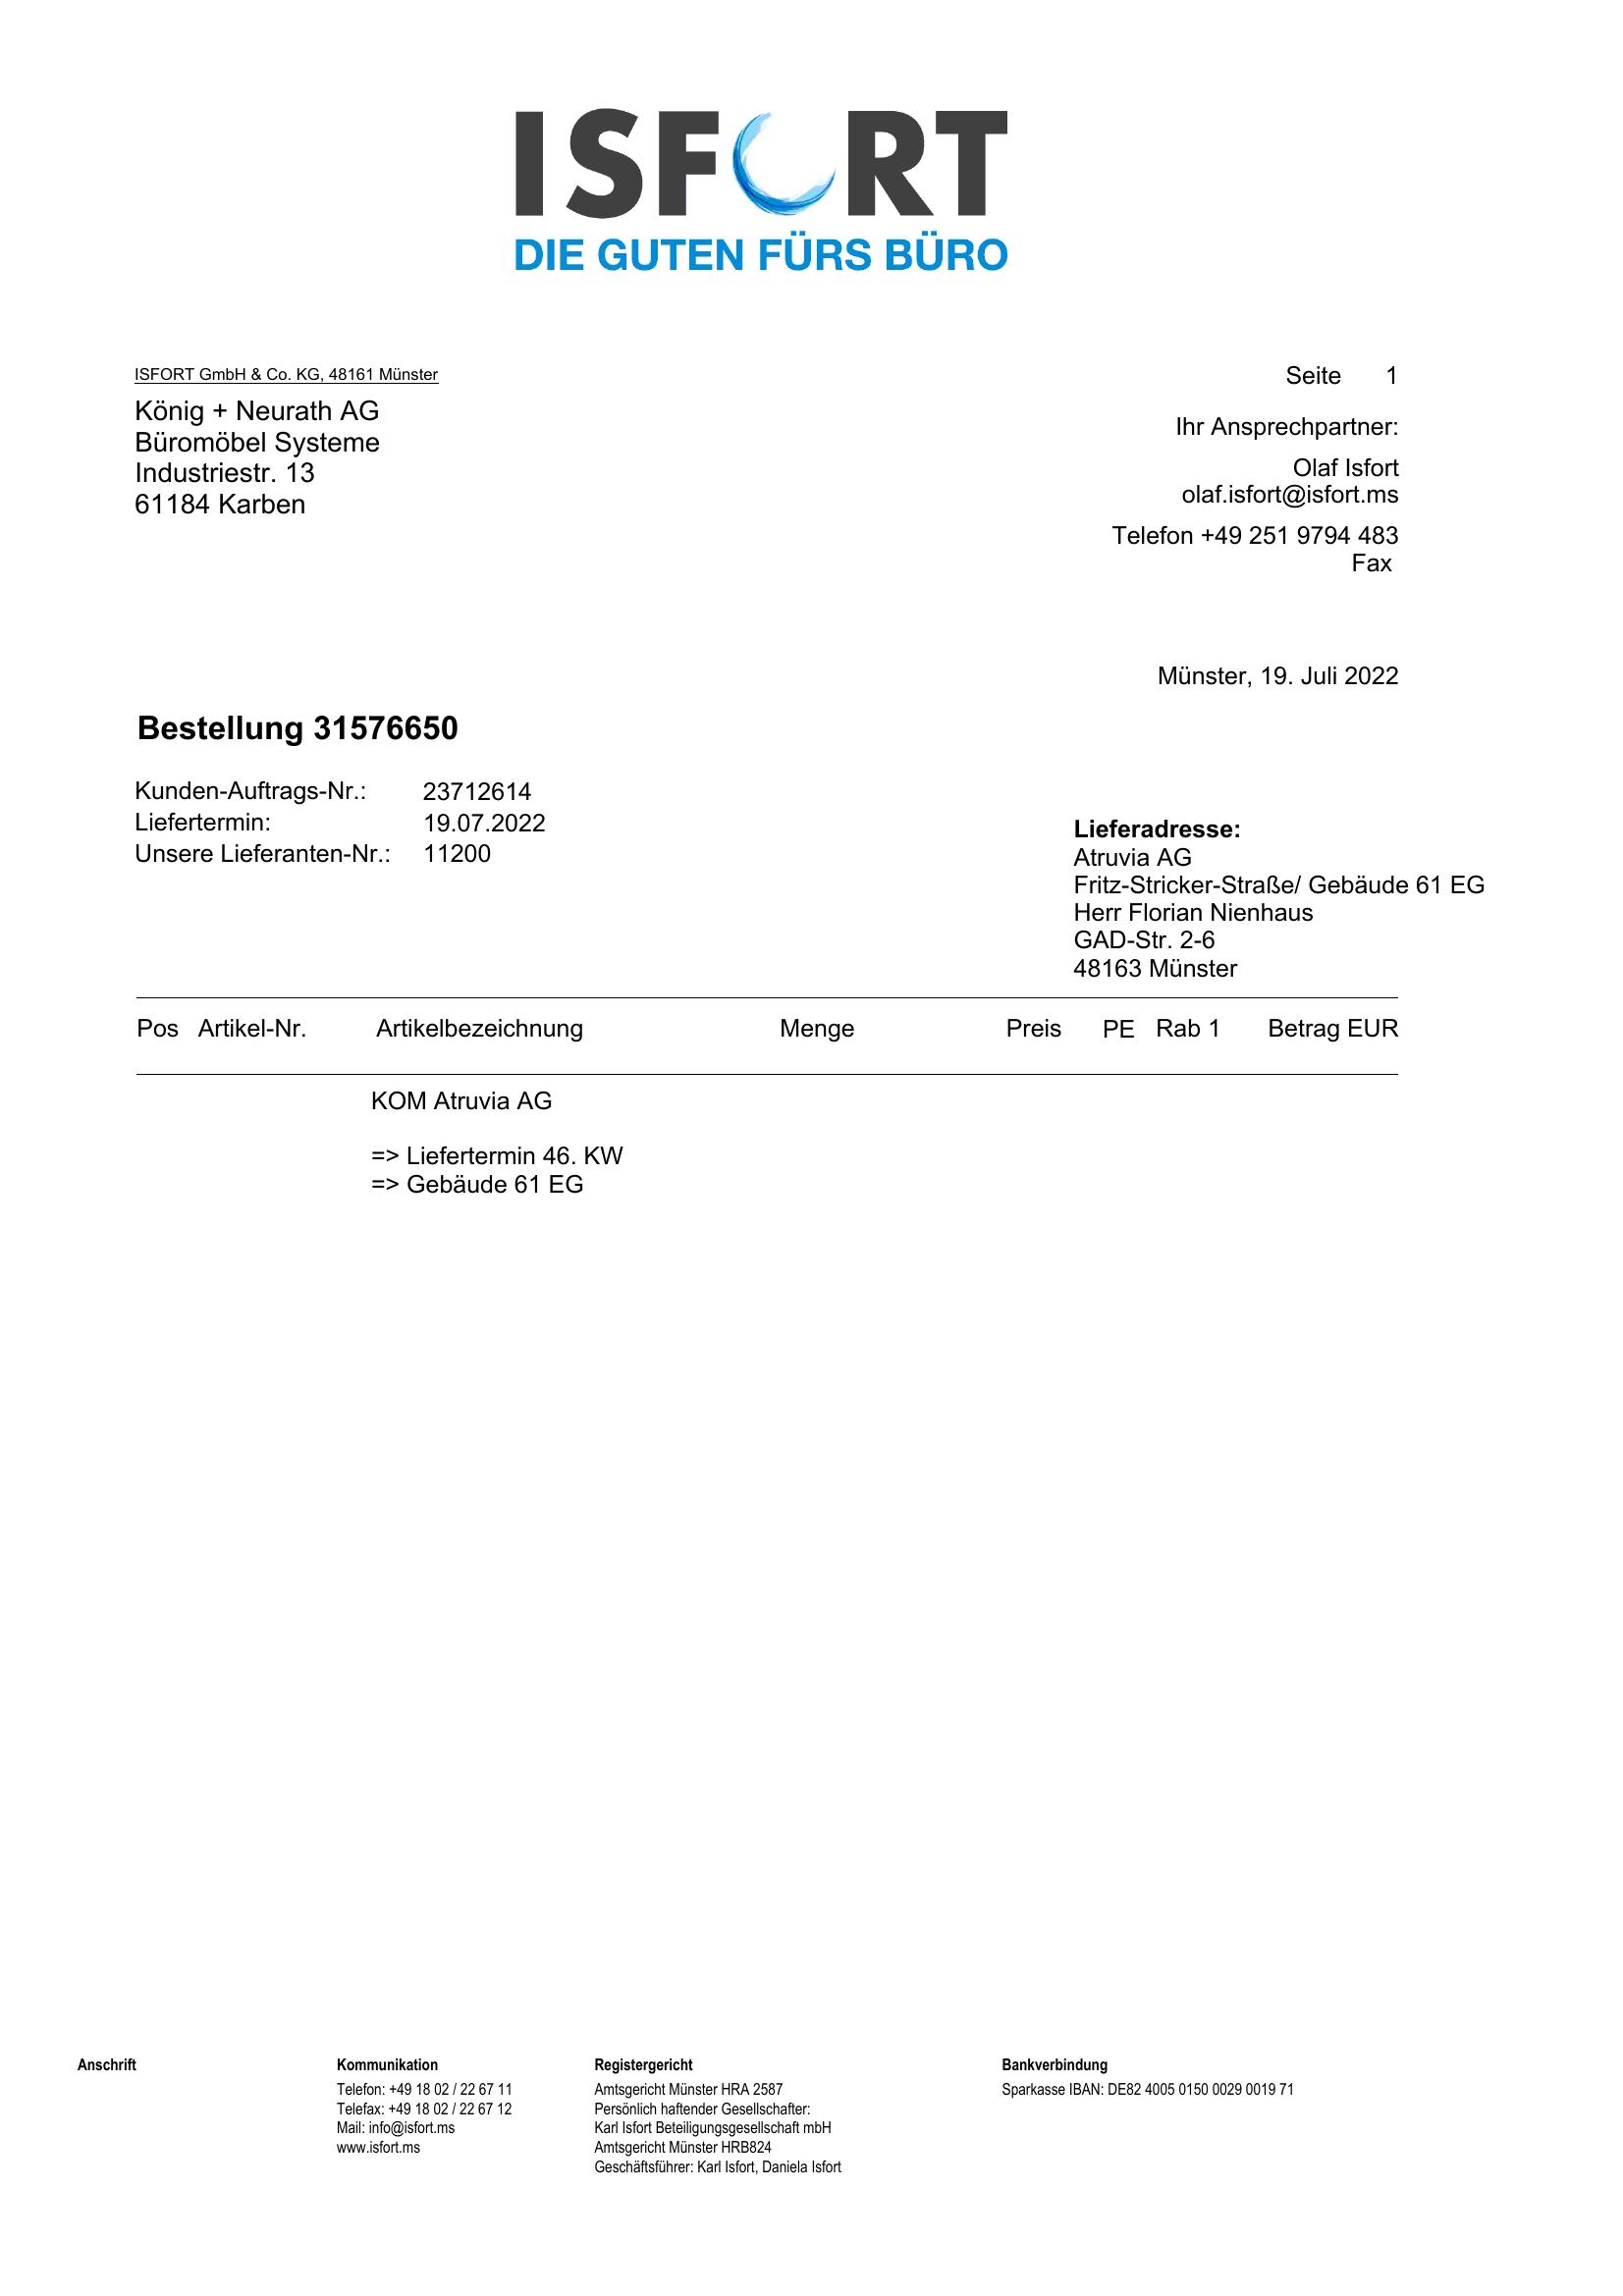 ISFORT
DIE GUTEN FÜRS BÜRO
ISFORT GmbH & Co. KG, 48161 Münster
König + Neurath AG
Büromöbel Systeme
Industriestr. 13
61184 Karben
Seite 1
Ihr Ansprechpartner:
Olaf Isfort
olaf.isfort@isfort.ms
Telefon +49 251 9794 483
Fax
Münster, 19. Juli 2022
Bestellung 31576650
Kunden-Auftrags-Nr.: 23712614
Liefertermin: 19.07.2022
Unsere Lieferanten-Nr.: 11200
Lieferadresse:
Atruvia AG
Fritz-Stricker-Straße/ Gebäude 61 EG
Herr Florian Nienhaus
GAD-Str. 2-6
48163 Münster
Pos Artikel-Nr. Artikelbezeichnung Menge Preis PE Rab 1 Betrag EUR
KOM Atruvia AG
=> Liefertermin 46. KW
=> Gebäude 61 EG
Anschrift
Kommunikation
Telefon: +49 18 02 / 22 67 11
Telefax: +49 18 02 / 22 67 12
Mail: info@isfort.ms
www.isfort.ms
Registergericht
Amtsgericht Münster HRA 2587
Persönlich haftender Gesellschafter:
Karl Isfort Beteiligungsgesellschaft mbH
Amtsgericht Münster HRB824
Geschäftsführer: Karl Isfort, Daniela Isfort
Bankverbindung
Sparkasse IBAN: DE82 4005 0150 0029 0019 71